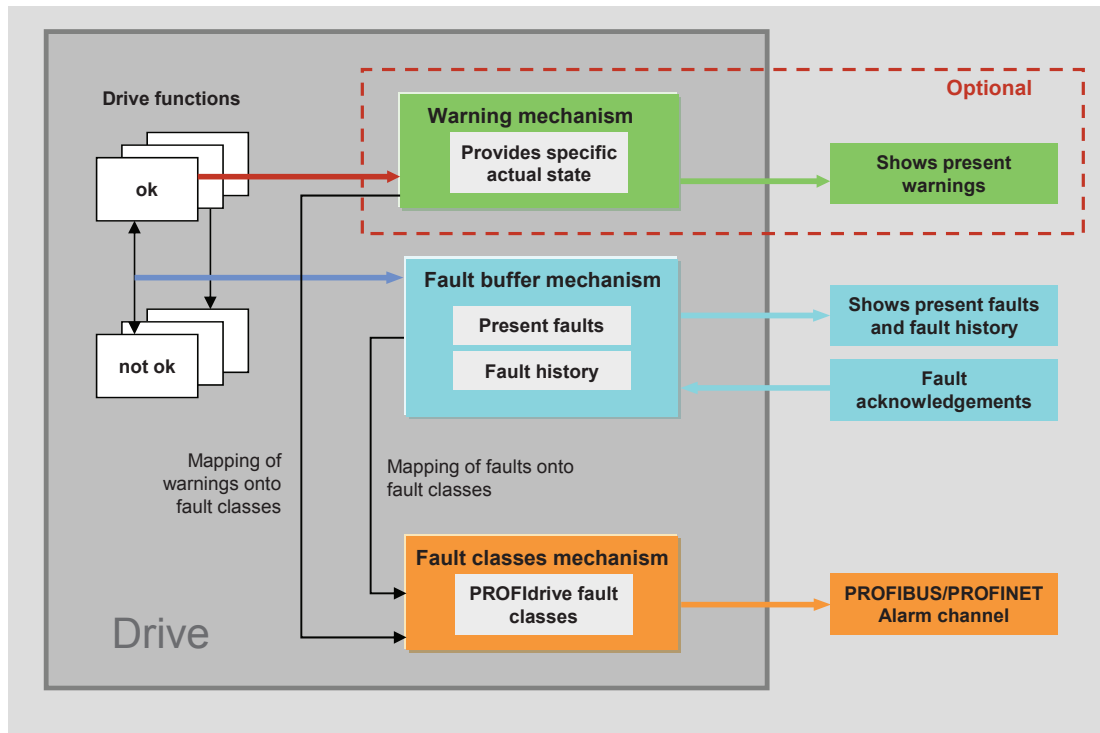 Optional
Drive functions
Warning mechanism
Provides specific
actual state
Shows present
warnings
ok
Fault buffer mechanism
Present faults
Fault history
Shows present faults
and fault history
not ok
Fault
acknowledgements
Mapping of
warnings onto
fault classes
Mapping of faults onto
fault classes
Fault classes mechanism
PROFIdrive fault
classes
PROFIBUS/PROFINET
Alarm channel
Drive